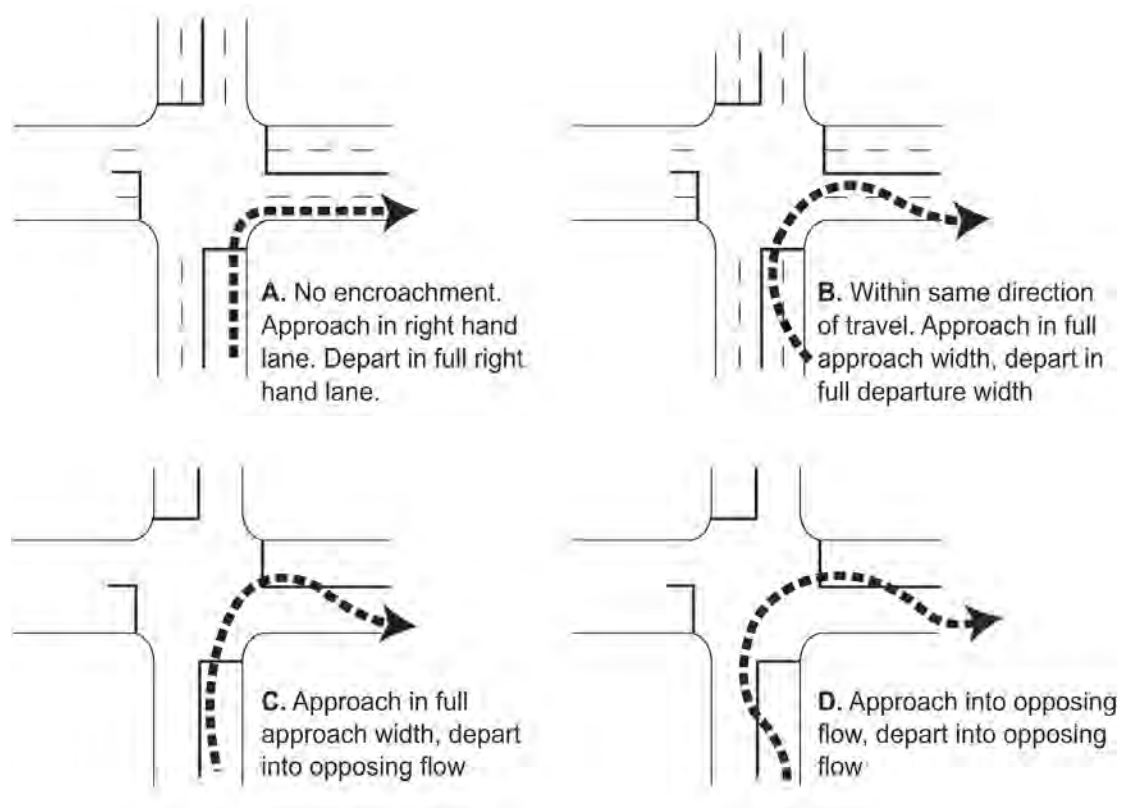 A. No encroachment.
Approach in right hand
lane. Depart in full right
hand lane.
B. Within same direction
of travel. Approach in full
approach width, depart in
full departure width
C. Approach in full
approach width, depart
into opposing flow
D. Approach into opposing
flow, depart into opposing
flow